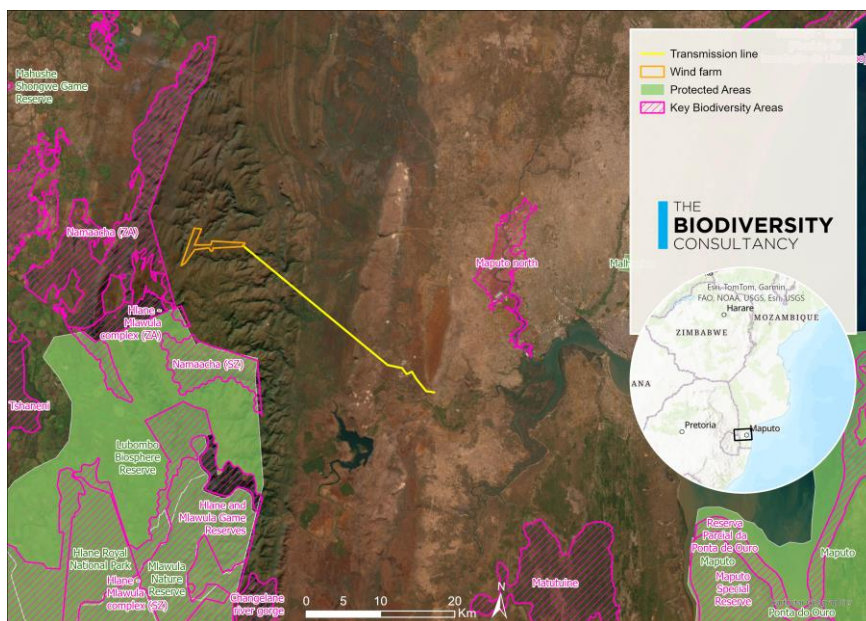 Mahushe
Shongwe Game
Reserve
Transmission line
Wind farm
Protected Areas
Key Biodiversity Areas
THE
BIODIVERSITY
CONSULTANCY
Namaacha (ZA)
Maputo north
Hlane -
Mlawula
complex (ZA)
Namaacha (SZ)
Tshaneni
Lubombo
Biosphere
Reserve
Hlane and
Mlawula Game
Reserves
Hlane Royal
National Park
Hlane -
Mlawula
complex (SZ)
Mlawula
Nature
Reserve
Changelane
river gorge
Matutuine
Esri, TomTom, Garmin,
FAO, NOAA, USGS, Esri, USGS
Harare
ZIMBABWE
MOZAMBIQUE
ANA
Pretoria
Maputo
Reserva
Parcial da
Ponta de Ouro
Maputo
Maputo
Special
Reserve
Maputo
Ponta do Ouro
0 5 10 20
Km
N